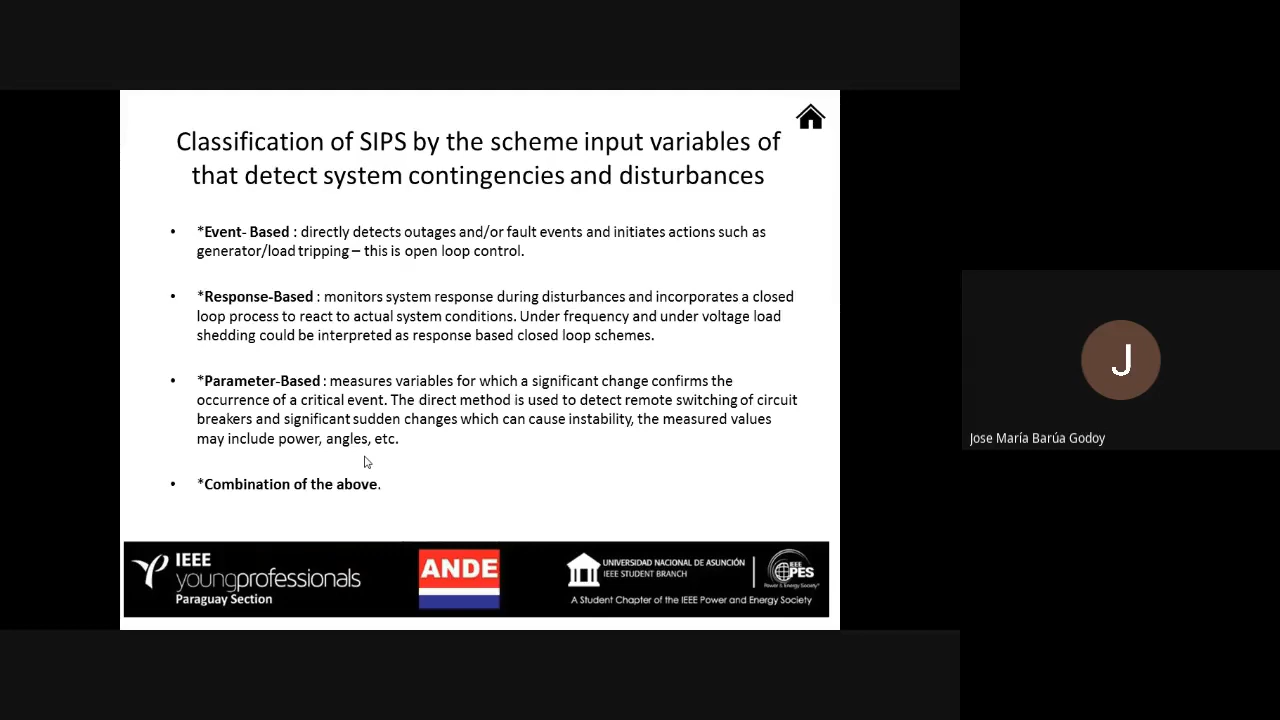 Classification of SIPS by the scheme input variables of
that detect system contingencies and disturbances
• *Event- Based : directly detects outages and/or fault events and initiates actions such as
generator/load tripping – this is open loop control.
• *Response-Based : monitors system response during disturbances and incorporates a closed
loop process to react to actual system conditions. Under frequency and under voltage load
shedding could be interpreted as response based closed loop schemes.
• *Parameter-Based : measures variables for which a significant change confirms the
occurrence of a critical event. The direct method is used to detect remote switching of circuit
breakers and significant sudden changes which can cause instability, the measured values
may include power, angles, etc.
• *Combination of the above.
IEEE
youngprofessionals
Paraguay Section
ANDE
UNIVERSIDAD NACIONAL DE ASUNCIÓN
IEEE STUDENT BRANCH
IEEE
PES
Power & Energy Society®
A Student Chapter of the IEEE Power and Energy Society
J
Jose María Barúa Godoy